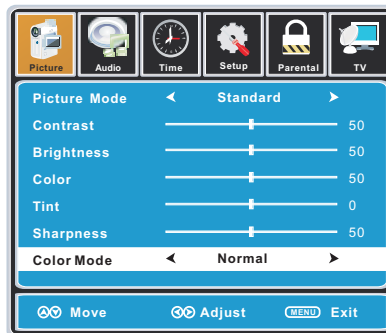 Picture Audio Time Setup Parental TV
Picture Mode Standard
Contrast 50
Brightness 50
Color 50
Tint 0
Sharpness 50
Color Mode Normal
Move Adjust MENU Exit